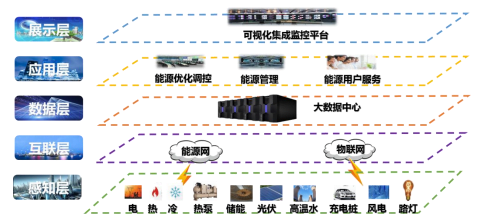 展示层
可视化集成监控平台
应用层
能源优化调控 能源管理 能源用户服务
数据层
大数据中心
互联层
能源网 物联网
感知层
电 热 冷 热泵 储能 光伏 高温水 充电桩 风电 路灯